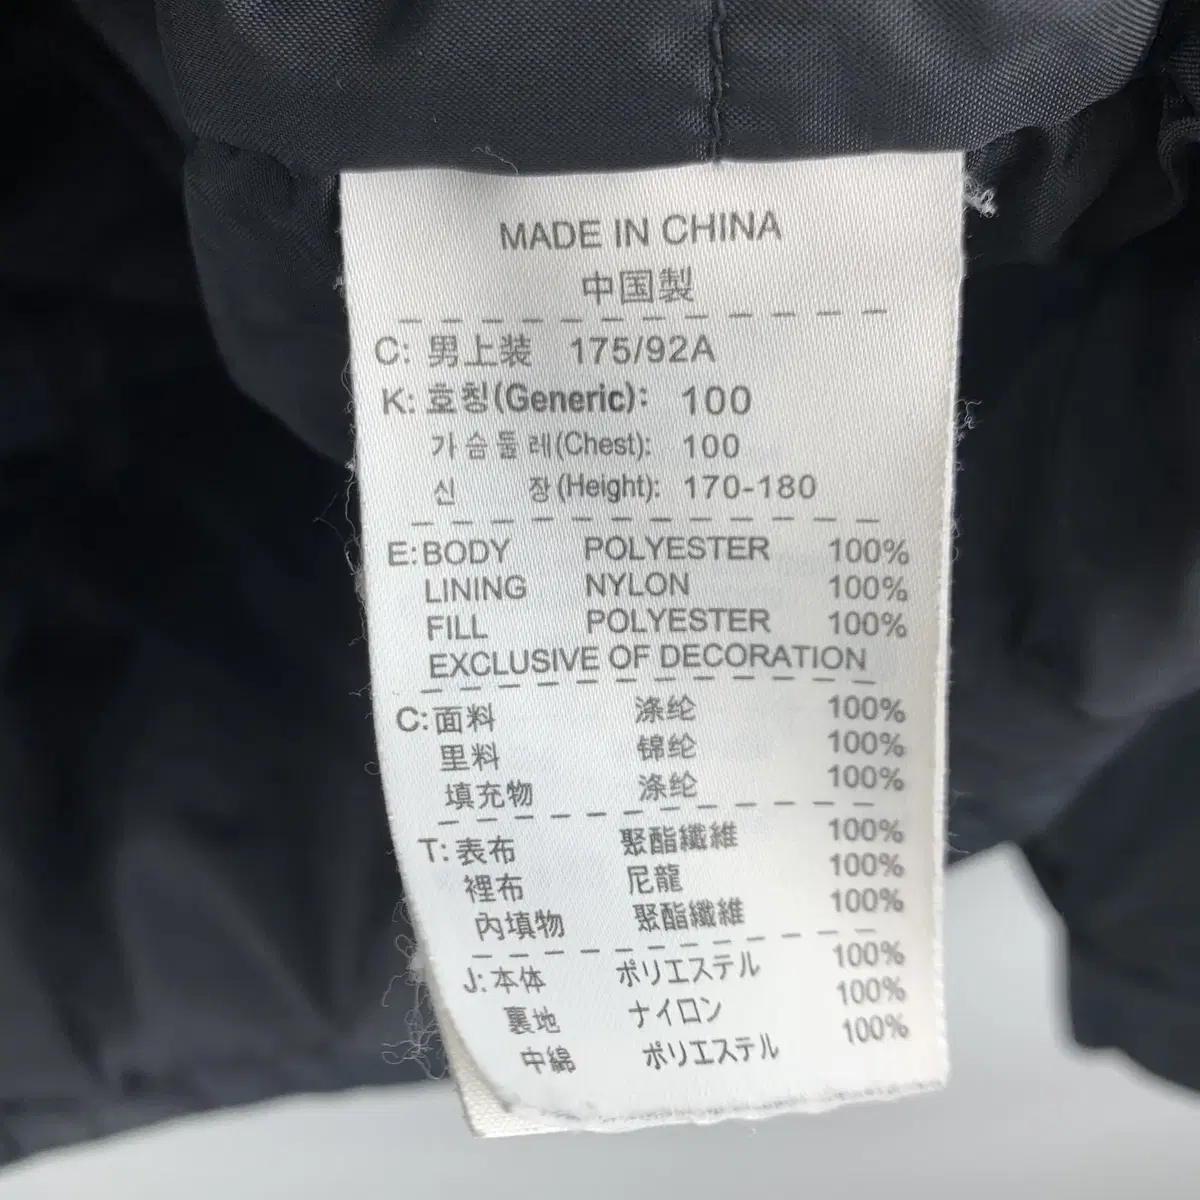 MADE IN CHINA
中国製
C: 男上装 175/92A
K: 호칭(Generic): 100
가슴둘레(Chest): 100
신 장(Height): 170-180
E: BODY POLYESTER 100%
LINING NYLON 100%
FILL POLYESTER 100%
EXCLUSIVE OF DECORATION
C: 面料 涤纶 100%
里料 锦纶 100%
填充物 涤纶 100%
T: 表布 聚酯纖維 100%
裡布 尼龍 100%
內填物 聚酯纖維 100%
J: 本体 ポリエステル 100%
裏地 ナイロン 100%
中綿 ポリエステル 100%